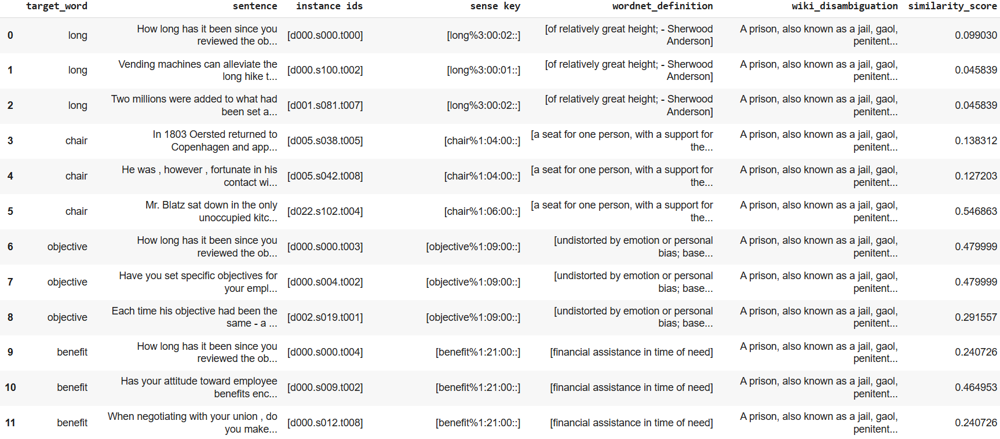 target_word sentence instance ids sense key wordnet_definition wiki_disambiguation similarity_score
0 long How long has it been since you reviewed the ob... [d000.s000.t000] [long%3:00:02::] [of relatively great height; - Sherwood Anderson] A prison, also known as a jail, gaol, penitent... 0.099030
1 long Vending machines can alleviate the long hike t... [d000.s100.t002] [long%3:00:01::] [of relatively great height; - Sherwood Anderson] A prison, also known as a jail, gaol, penitent... 0.045839
2 long Two millions were added to what had been set a... [d001.s081.t007] [long%3:00:02::] [of relatively great height; - Sherwood Anderson] A prison, also known as a jail, gaol, penitent... 0.045839
3 chair In 1803 Oersted returned to Copenhagen and app... [d005.s038.t005] [chair%1:04:00::] [a seat for one person, with a support for the... A prison, also known as a jail, gaol, penitent... 0.138312
4 chair He was , however , fortunate in his contact wi... [d005.s042.t008] [chair%1:04:00::] [a seat for one person, with a support for the... A prison, also known as a jail, gaol, penitent... 0.127203
5 chair Mr. Blatz sat down in the only unoccupied kitc... [d022.s102.t004] [chair%1:06:00::] [a seat for one person, with a support for the... A prison, also known as a jail, gaol, penitent... 0.546863
6 objective How long has it been since you reviewed the ob... [d000.s000.t003] [objective%1:09:00::] [undistorted by emotion or personal bias; base... A prison, also known as a jail, gaol, penitent... 0.479999
7 objective Have you set specific objectives for your empl... [d000.s004.t002] [objective%1:09:00::] [undistorted by emotion or personal bias; base... A prison, also known as a jail, gaol, penitent... 0.479999
8 objective Each time his objective had been the same - a ... [d002.s019.t001] [objective%1:09:00::] [undistorted by emotion or personal bias; base... A prison, also known as a jail, gaol, penitent... 0.291557
9 benefit How long has it been since you reviewed the ob... [d000.s000.t004] [benefit%1:21:00::] [financial assistance in time of need] A prison, also known as a jail, gaol, penitent... 0.240726
10 benefit Has your attitude toward employee benefits enc... [d000.s009.t002] [benefit%1:21:00::] [financial assistance in time of need] A prison, also known as a jail, gaol, penitent... 0.464953
11 benefit When negotiating with your union , do you make... [d000.s012.t008] [benefit%1:21:00::] [financial assistance in time of need] A prison, also known as a jail, gaol, penitent... 0.240726